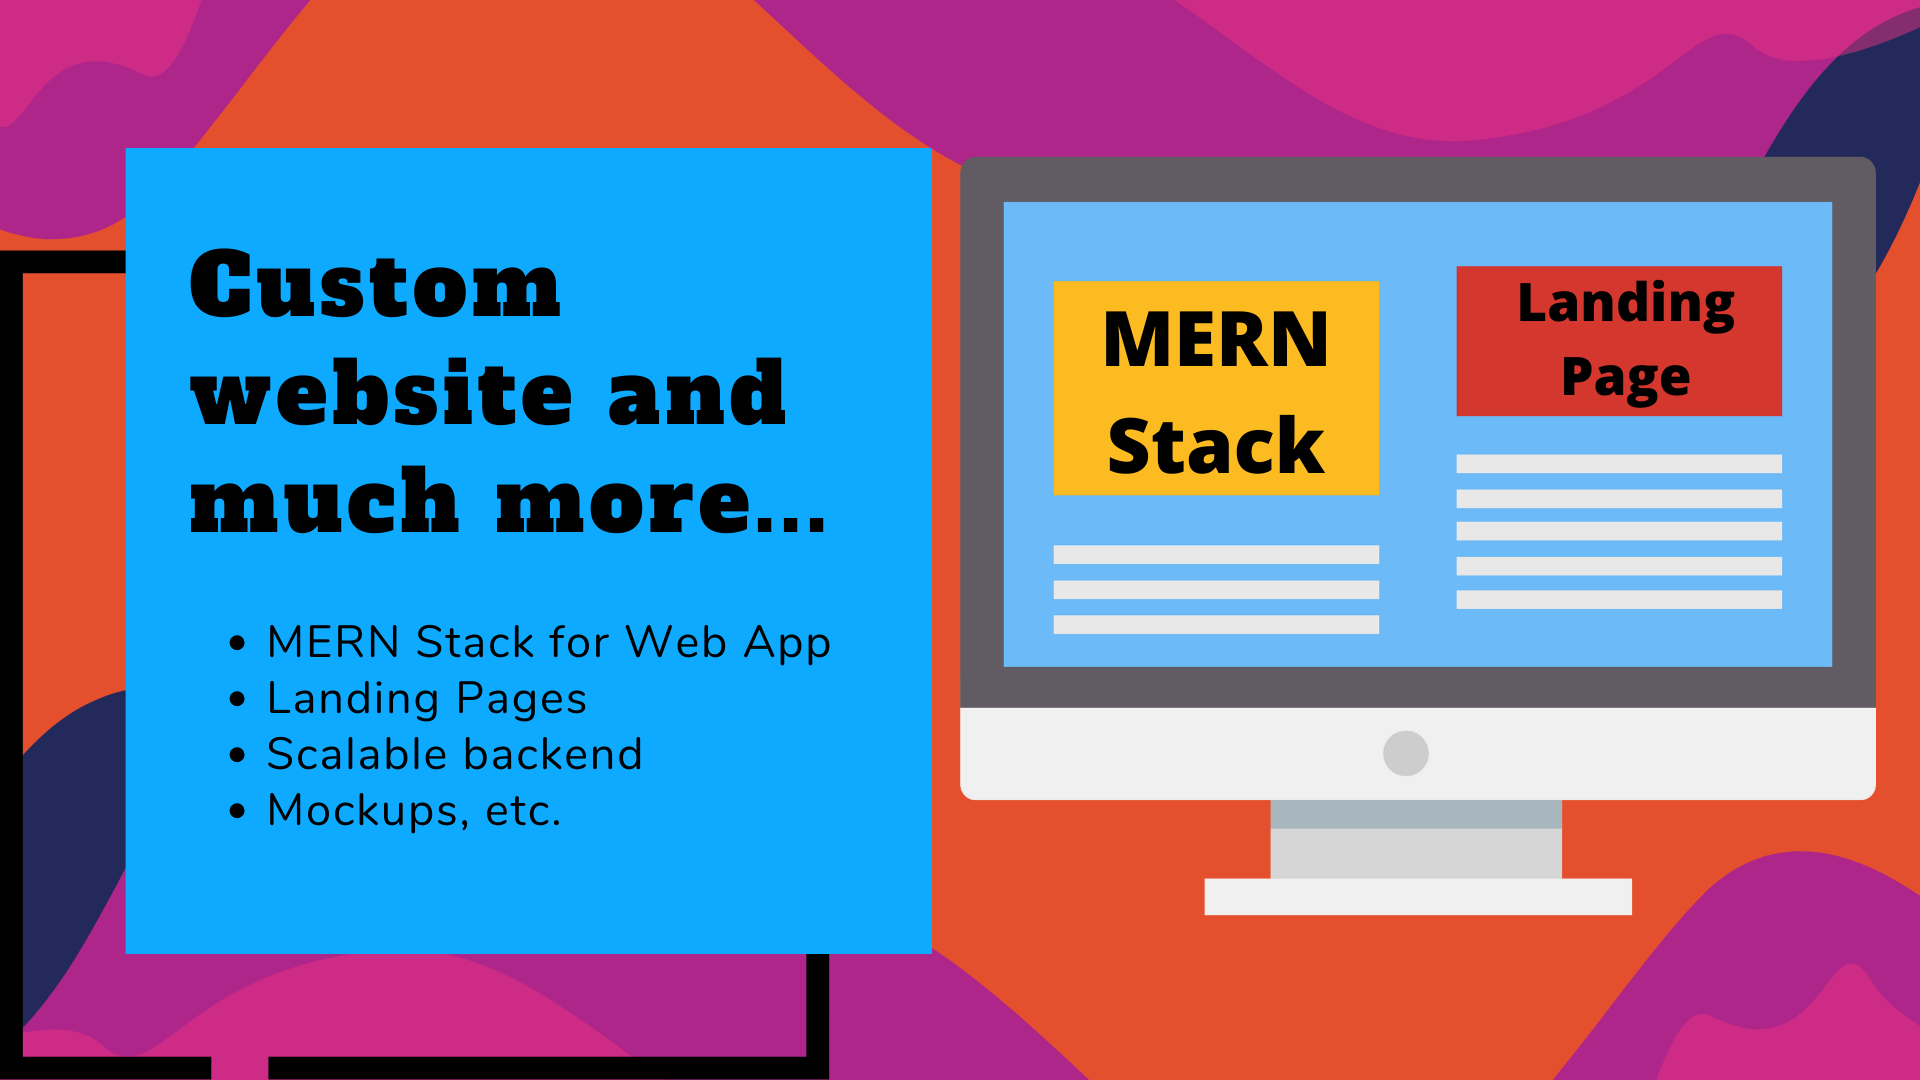 Custom
website and
much more...
• MERN Stack for Web App
• Landing Pages
• Scalable backend
• Mockups, etc.
MERN
Stack
Landing
Page